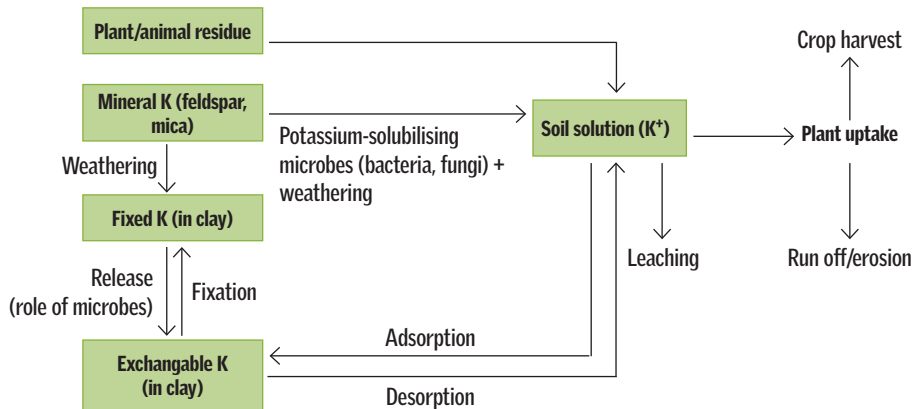 Plant/animal residue
Crop harvest
Mineral K (feldspar,
mica)
Potassium-solubilising
microbes (bacteria, fungi) +
weathering
Soil solution (K⁺)
Plant uptake
Weathering
Fixed K (in clay)
Leaching
Run off/erosion
Release
(role of microbes)
Fixation
Adsorption
Exchangable K
(in clay)
Desorption